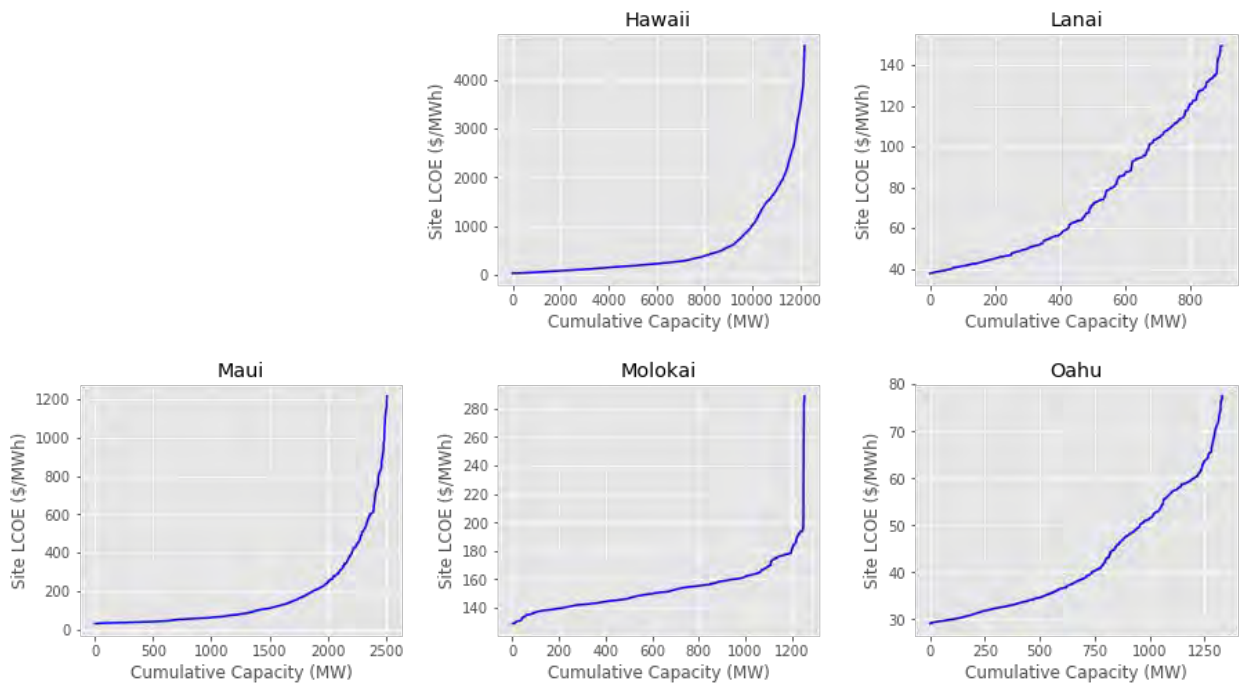 Hawaii
Lanai
Site LCOE ($/MWh)
4000
3000
2000
1000
0
0 2000 4000 6000 8000 10000 12000
Cumulative Capacity (MW)
Site LCOE ($/MWh)
140
120
100
80
60
40
0 200 400 600 800
Cumulative Capacity (MW)
Maui
Molokai
Oahu
Site LCOE ($/MWh)
1200
1000
800
600
400
200
0
0 500 1000 1500 2000 2500
Cumulative Capacity (MW)
Site LCOE ($/MWh)
280
260
240
220
200
180
160
140
0 200 400 600 800 1000 1200
Cumulative Capacity (MW)
Site LCOE ($/MWh)
80
70
60
50
40
30
0 250 500 750 1000 1250
Cumulative Capacity (MW)